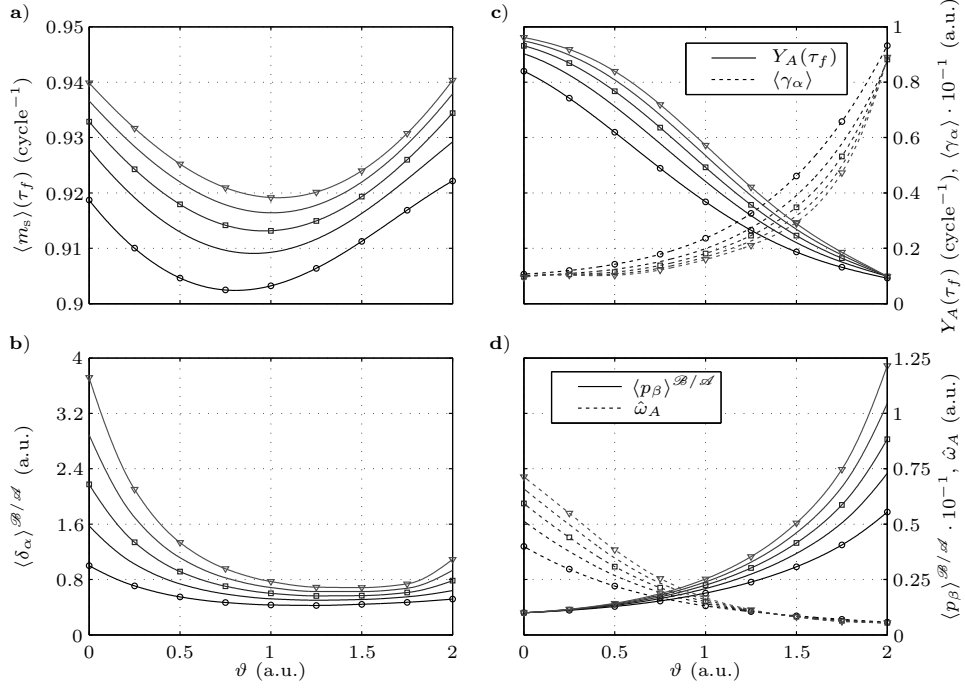 a)
0.95
0.94
0.93
0.92
0.91
0.9
⟨m_s⟩(τ_f) (cycle⁻¹)
c)
Y_A(τ_f)
⟨γ_α⟩
1
0.8
0.6
0.4
0.2
0
Y_A(τ_f) (cycle⁻¹), ⟨γ_α⟩ · 10⁻¹ (a.u.)
b)
4
3.2
2.4
1.6
0.8
0
⟨δ_α⟩^ℬ/𝒜 (a.u.)
0
0.5
1
1.5
2
ϑ (a.u.)
d)
⟨p_β⟩^ℬ/𝒜
ω̂_A
1.25
1
0.75
0.5
0.25
0
⟨p_β⟩^ℬ/𝒜 · 10⁻¹, ω̂_A (a.u.)
0
0.5
1
1.5
2
ϑ (a.u.)